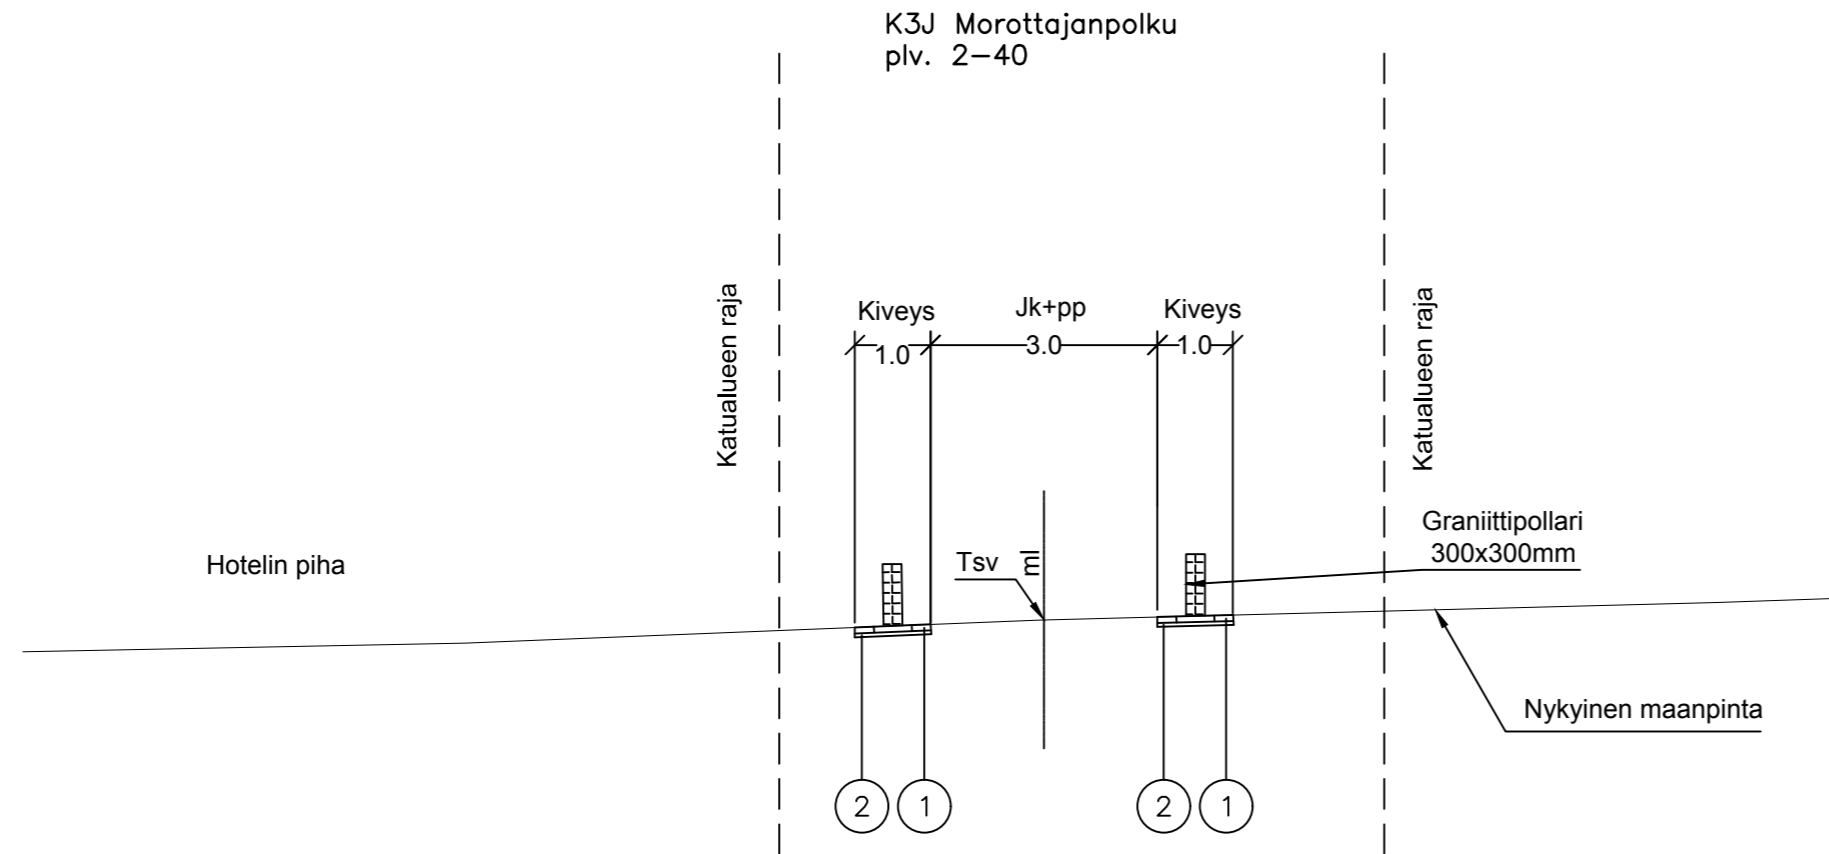 K3J Morottajanpolku
plv. 2-40
Katualueen raja
Kiveys
1.0
Jk+pp
3.0
Kiveys
1.0
Katualueen raja
Hotelin piha
Tsv
ml
Graniittipollari
300x300mm
Nykyinen maanpinta
2
1
2
1